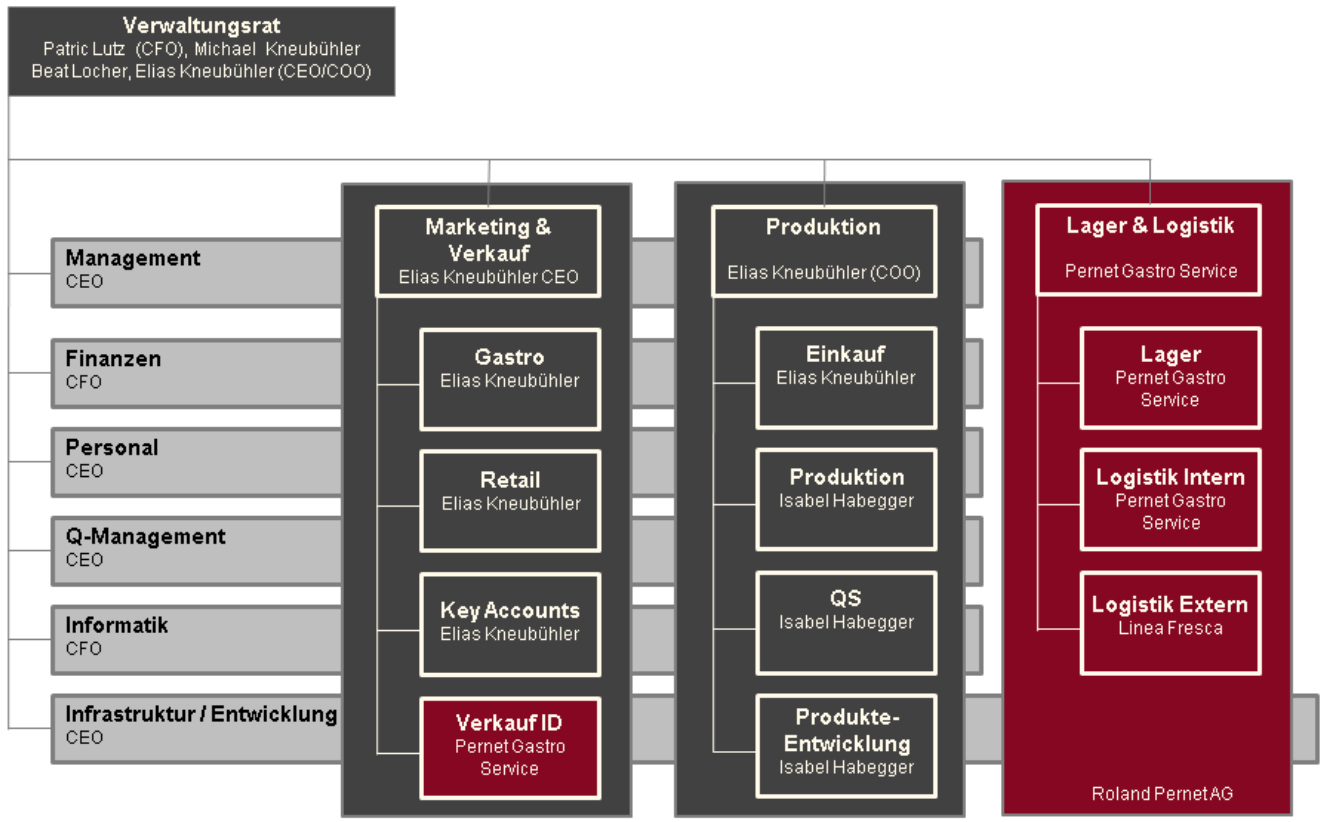 Verwaltungsrat
Patric Lutz (CFO), Michael Kneubühler
Beat Locher, Elias Kneubühler (CEO/COO)
Management
CEO
Finanzen
CFO
Personal
CEO
Q-Management
CEO
Informatik
CFO
Infrastruktur / Entwicklung
CEO
Marketing &
Verkauf
Elias Kneubühler CEO
Gastro
Elias Kneubühler
Retail
Elias Kneubühler
Key Accounts
Elias Kneubühler
Verkauf ID
Pernet Gastro
Service
Produktion
Elias Kneubühler (COO)
Einkauf
Elias Kneubühler
Produktion
Isabel Habegger
QS
Isabel Habegger
Produkte-
Entwicklung
Isabel Habegger
Lager & Logistik
Pernet Gastro Service
Lager
Pernet Gastro
Service
Logistik Intern
Pernet Gastro
Service
Logistik Extern
Linea Fresca
Roland Pernet AG